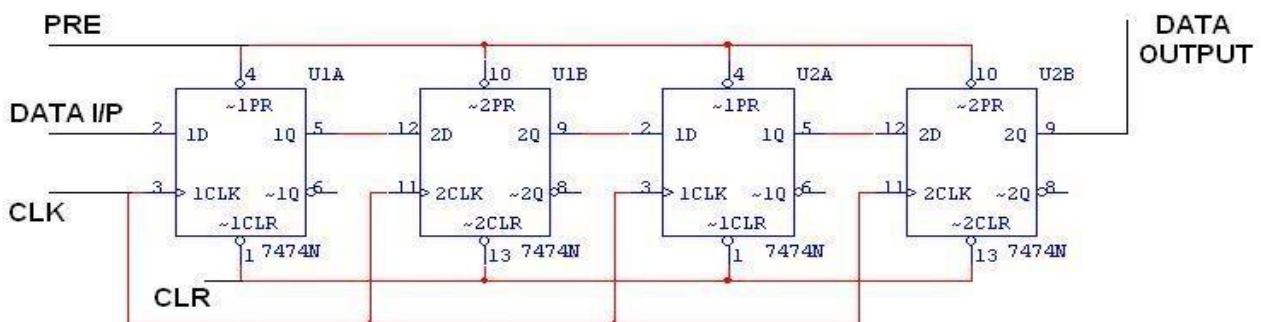 PRE
DATA OUTPUT
4 U1A 10 U1B 4 U2A 10 U2B
~1PR ~2PR ~1PR ~2PR
DATA I/P
2 1D 1Q 5 12 2D 2Q 9 2 1D 1Q 5 12 2D 2Q 9
3 1CLK ~1Q 6 11 2CLK ~2Q 8 3 1CLK ~1Q 6 11 2CLK ~2Q 8
CLK
~1CLR ~2CLR ~1CLR ~2CLR
1 7474N 13 7474N 1 7474N 13 7474N
CLR